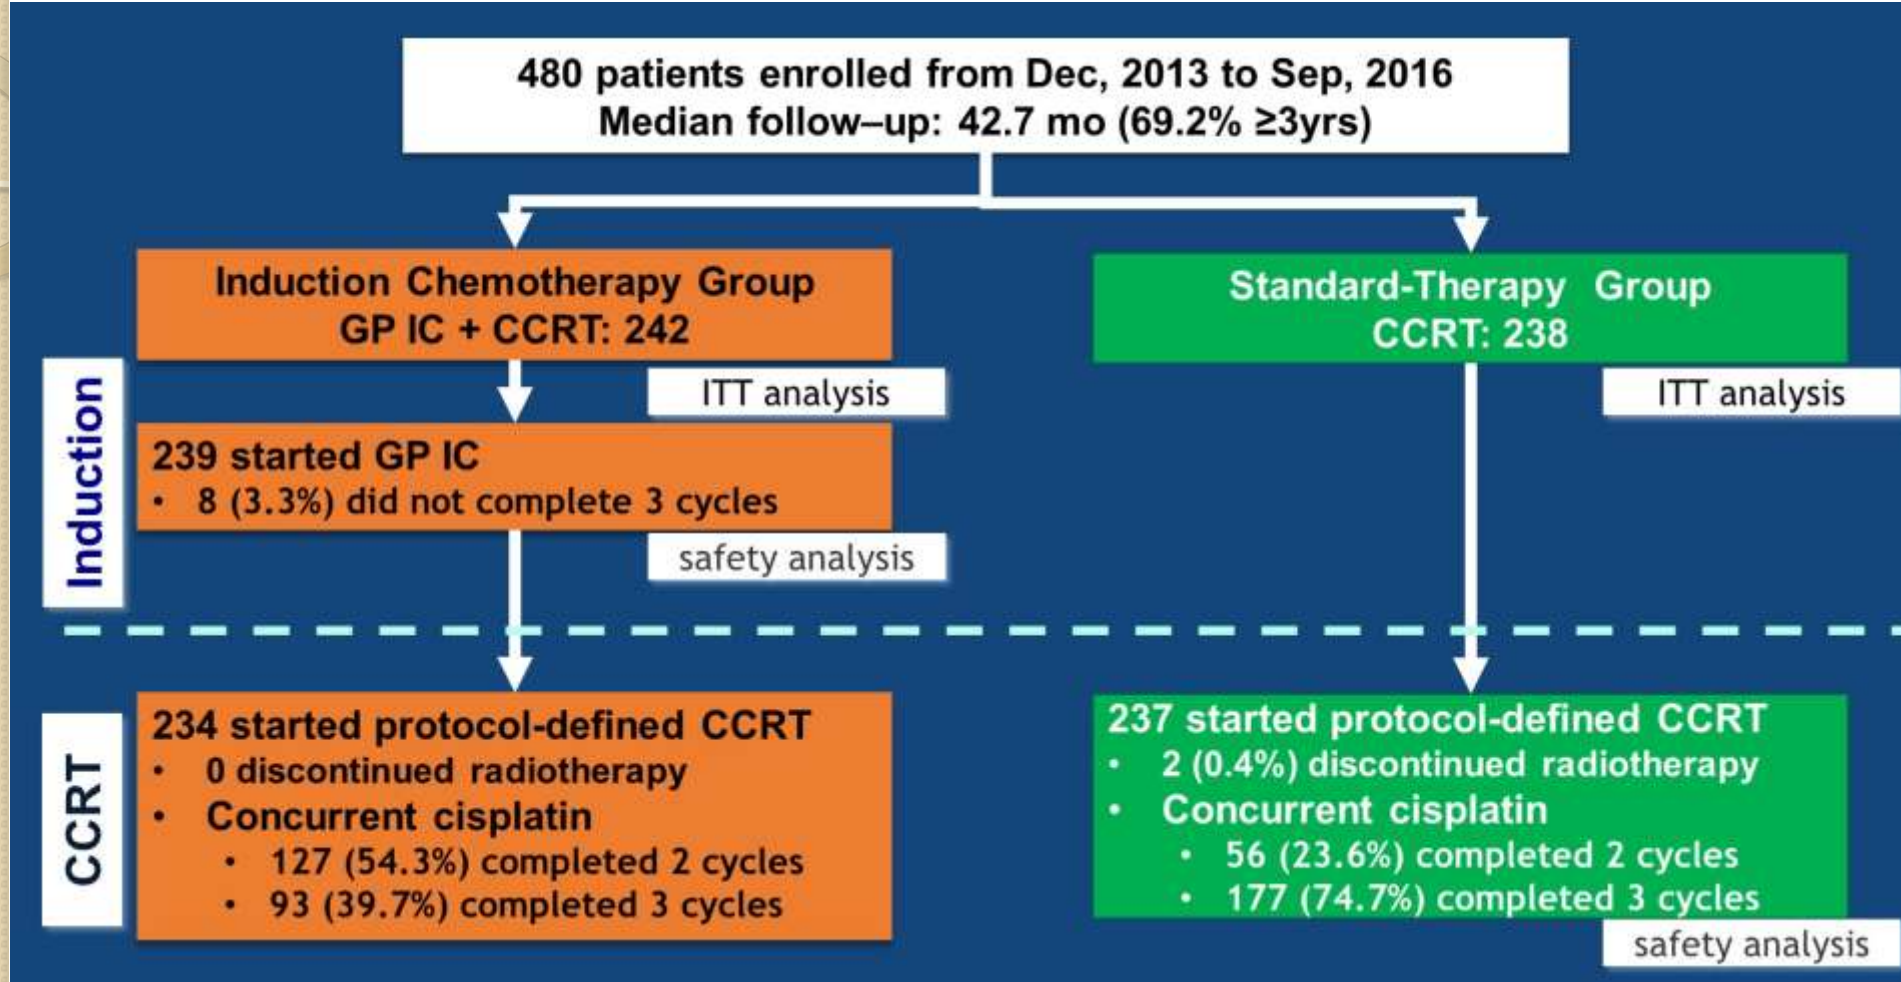 480 patients enrolled from Dec, 2013 to Sep, 2016
Median follow–up: 42.7 mo (69.2% ≥3yrs)
Induction Chemotherapy Group
GP IC + CCRT: 242
Standard-Therapy Group
CCRT: 238
ITT analysis
ITT analysis
Induction
239 started GP IC
• 8 (3.3%) did not complete 3 cycles
safety analysis
CCRT
234 started protocol-defined CCRT
• 0 discontinued radiotherapy
• Concurrent cisplatin
• 127 (54.3%) completed 2 cycles
• 93 (39.7%) completed 3 cycles
237 started protocol-defined CCRT
• 2 (0.4%) discontinued radiotherapy
• Concurrent cisplatin
• 56 (23.6%) completed 2 cycles
• 177 (74.7%) completed 3 cycles
safety analysis